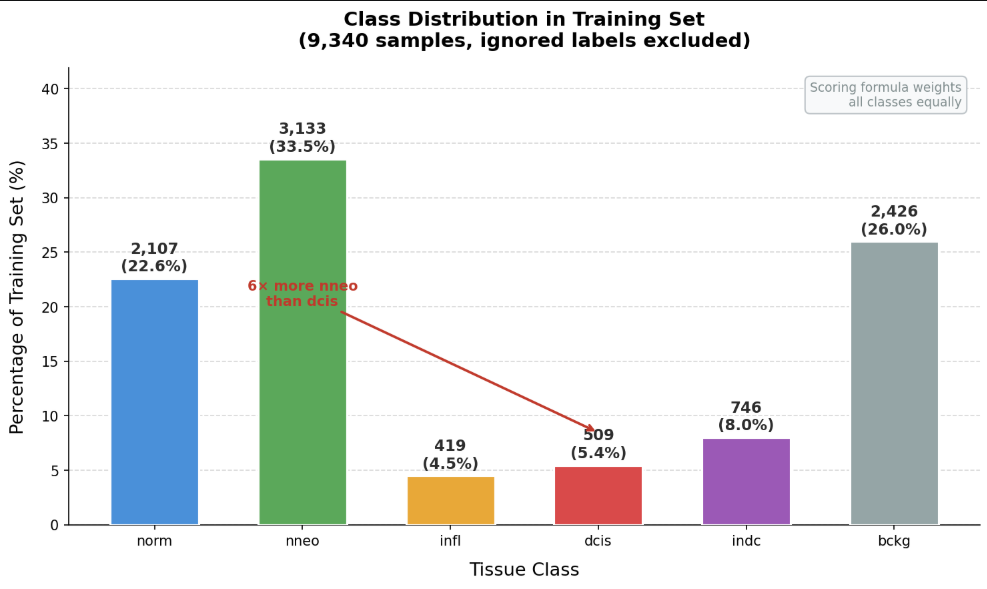 Class Distribution in Training Set
(9,340 samples, ignored labels excluded)
Scoring formula weights
all classes equally
Percentage of Training Set (%)
40
35
30
25
20
15
10
5
0
2,107
(22.6%)
3,133
(33.5%)
6× more nneo
than dcis
419
(4.5%)
509
(5.4%)
746
(8.0%)
2,426
(26.0%)
norm
nneo
infl
dcis
indc
bckg
Tissue Class